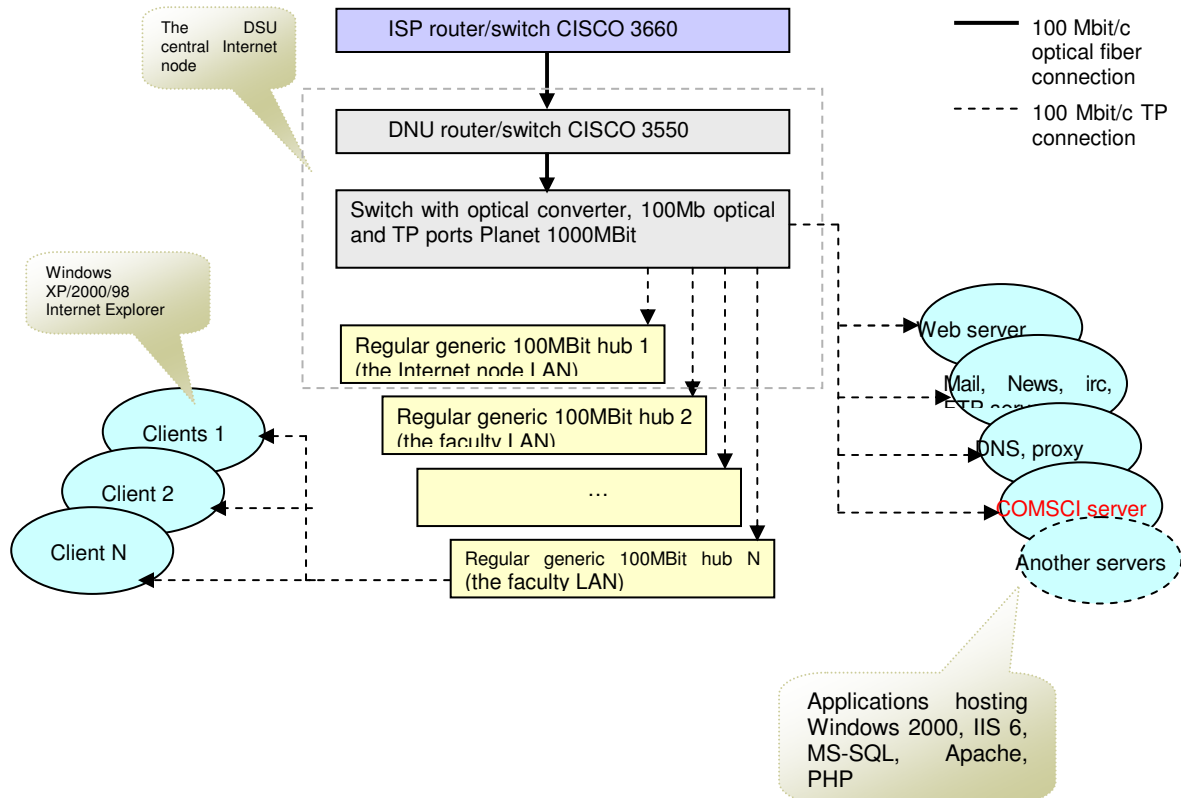 The DSU
central Internet
node
ISP router/switch CISCO 3660
100 Mbit/c
optical fiber
connection
100 Mbit/c TP
connection
DNU router/switch CISCO 3550
Switch with optical converter, 100Mb optical
and TP ports Planet 1000MBit
Windows
XP/2000/98
Internet Explorer
Regular generic 100MBit hub 1
(the Internet node LAN)
Regular generic 100MBit hub 2
(the faculty LAN)
...
Regular generic 100MBit hub N
(the faculty LAN)
Clients 1
Client 2
Client N
Web server
Mail, News, irc,
FTP
DNS, proxy
COMSCI server
Another servers
Applications hosting
Windows 2000, IIS 6,
MS-SQL, Apache,
PHP